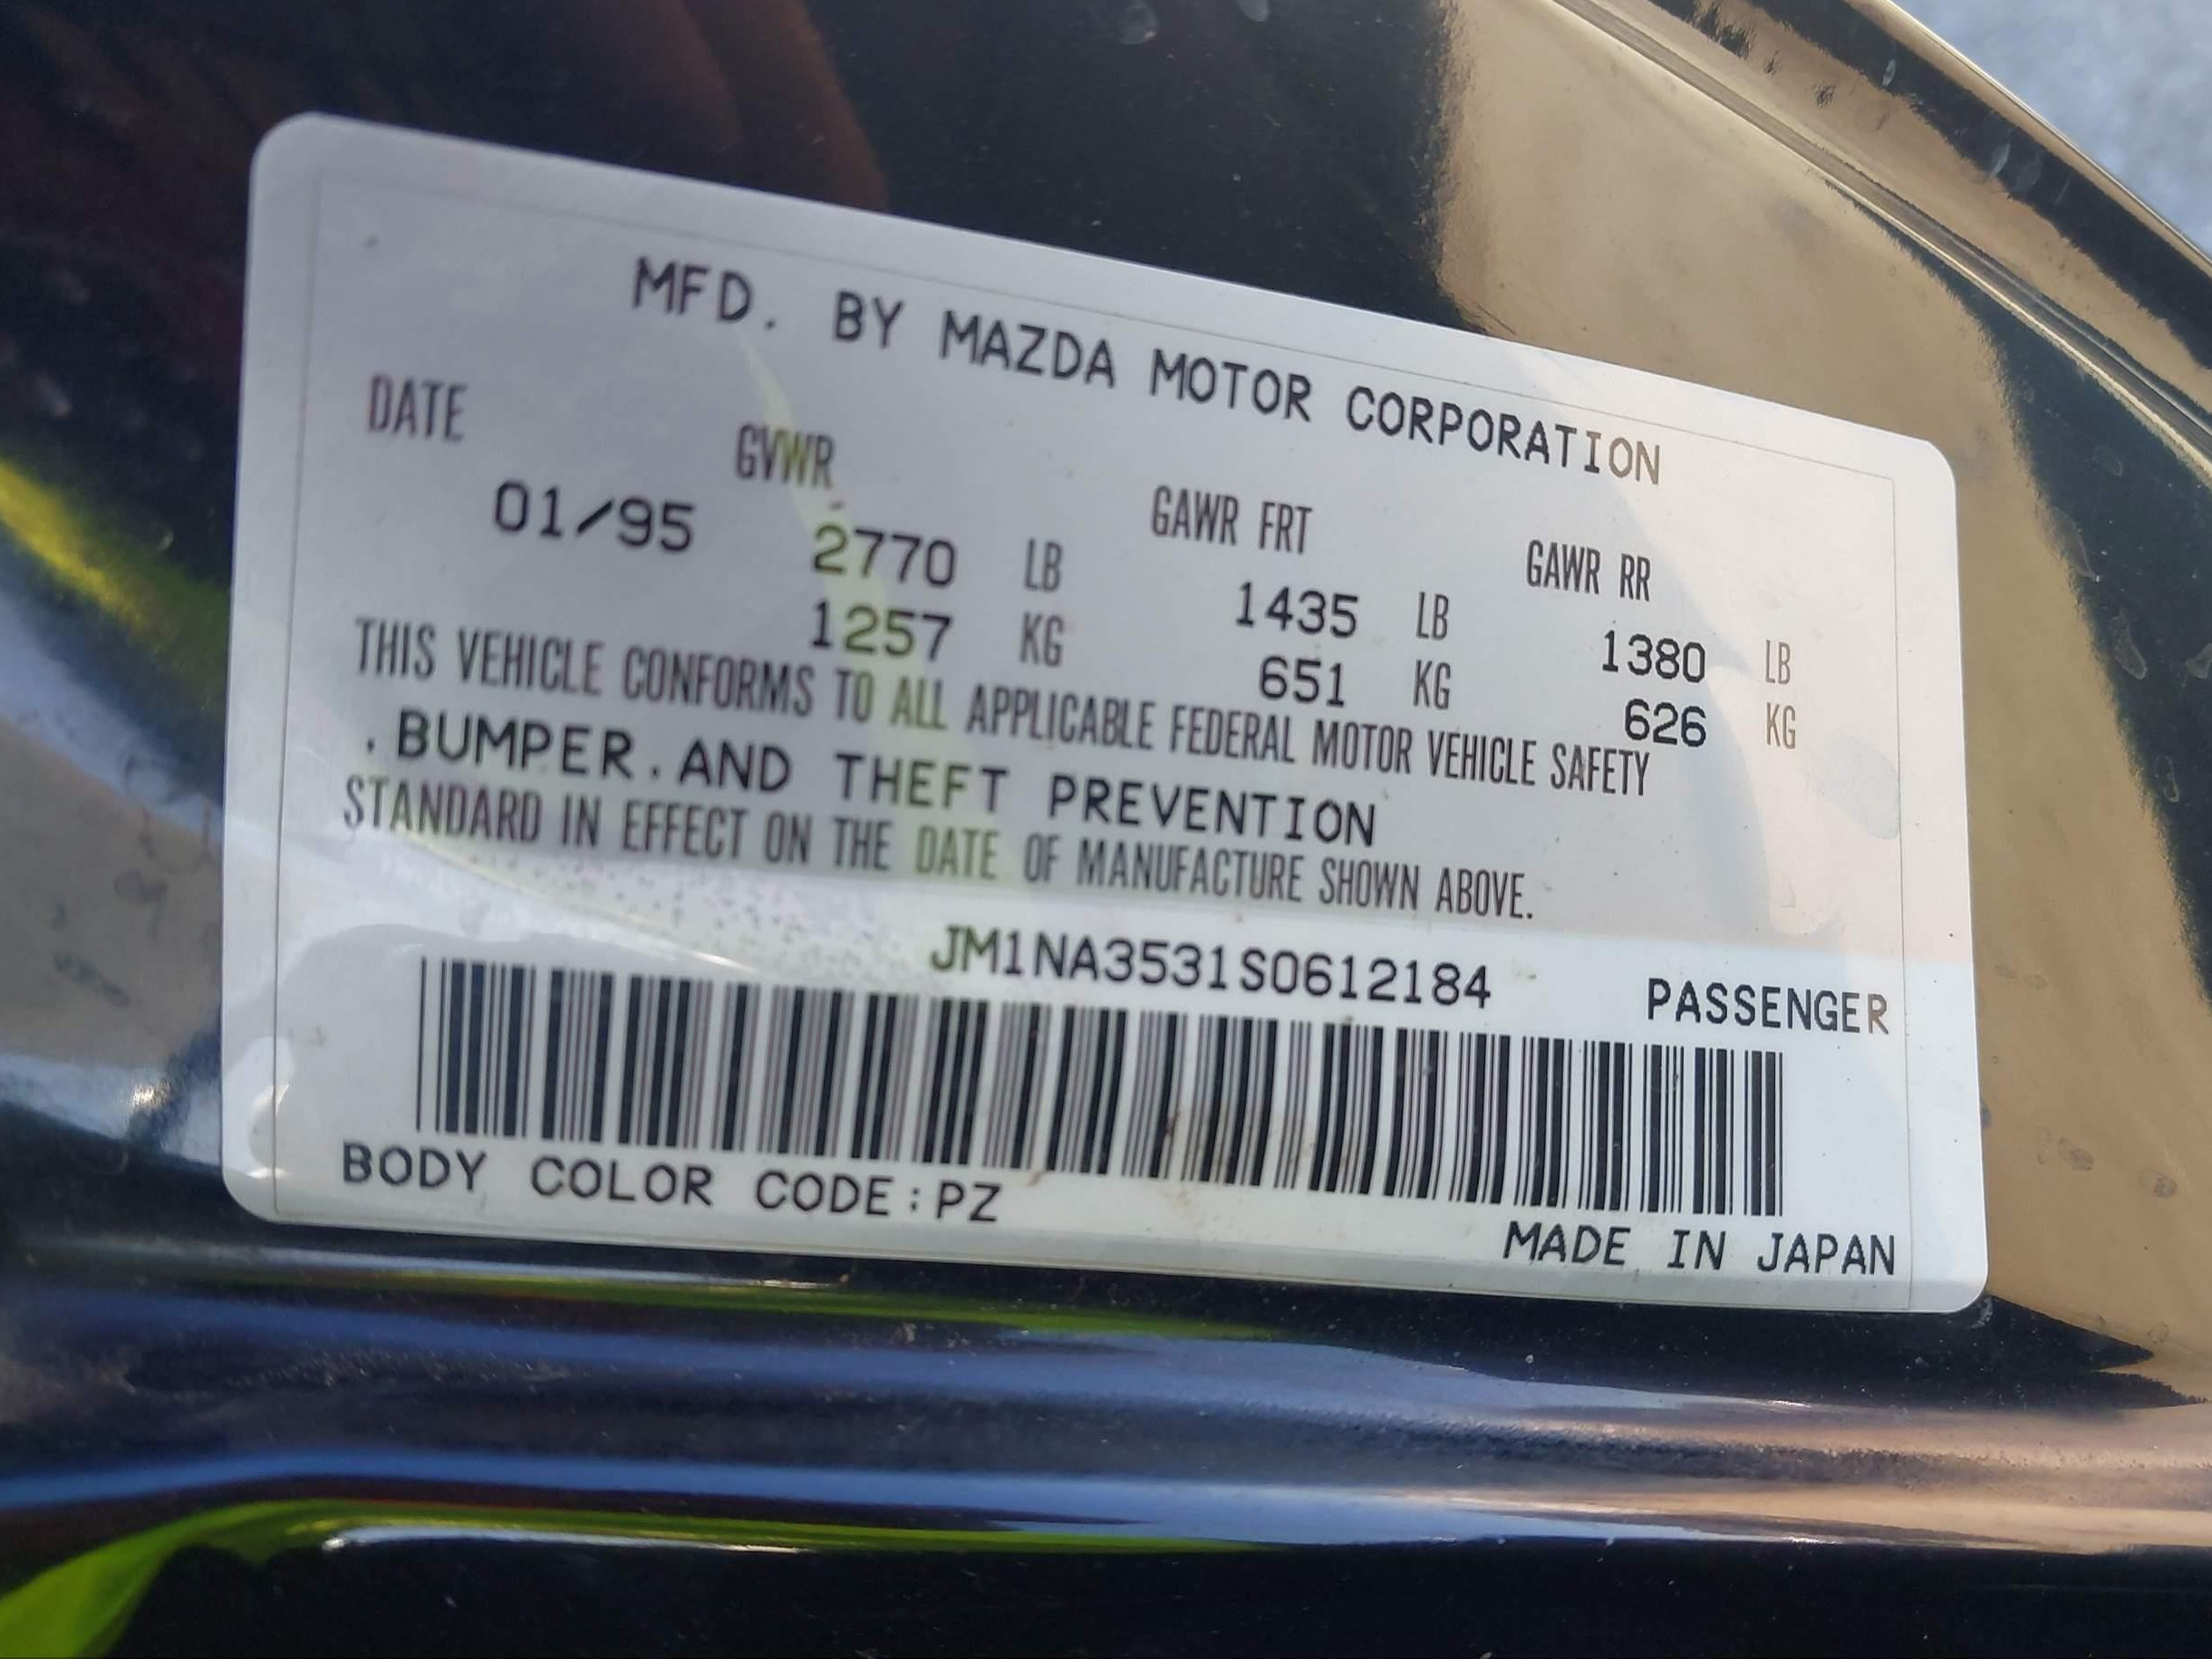 MFD. BY MAZDA MOTOR CORPORATION
DATE GVWR GAWR FRT GAWR RR
01/95 2770 LB 1435 LB 1380 LB
1257 KG 651 KG 626 KG
THIS VEHICLE CONFORMS TO ALL APPLICABLE FEDERAL MOTOR VEHICLE SAFETY
. BUMPER. AND THEFT PREVENTION
STANDARD IN EFFECT ON THE DATE OF MANUFACTURE SHOWN ABOVE.
JM1NA3531S0612184 PASSENGER
BODY COLOR CODE:PZ
MADE IN JAPAN